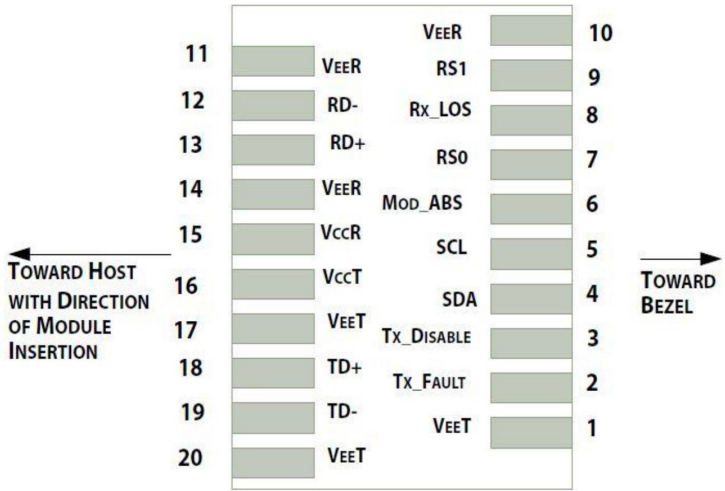 VEER 10
11 VEER
RS1 9
12 RD-
RX_LOS 8
13 RD+
RS0 7
14 VEER
MOD_ABS 6
15 VCCR
SCL 5
TOWARD HOST
WITH DIRECTION
OF MODULE
INSERTION
TOWARD
BEZEL
16 VCCT
SDA 4
17 VEET
TX_DISABLE 3
18 TD+
TX_FAULT 2
19 TD-
VEET 1
20 VEET